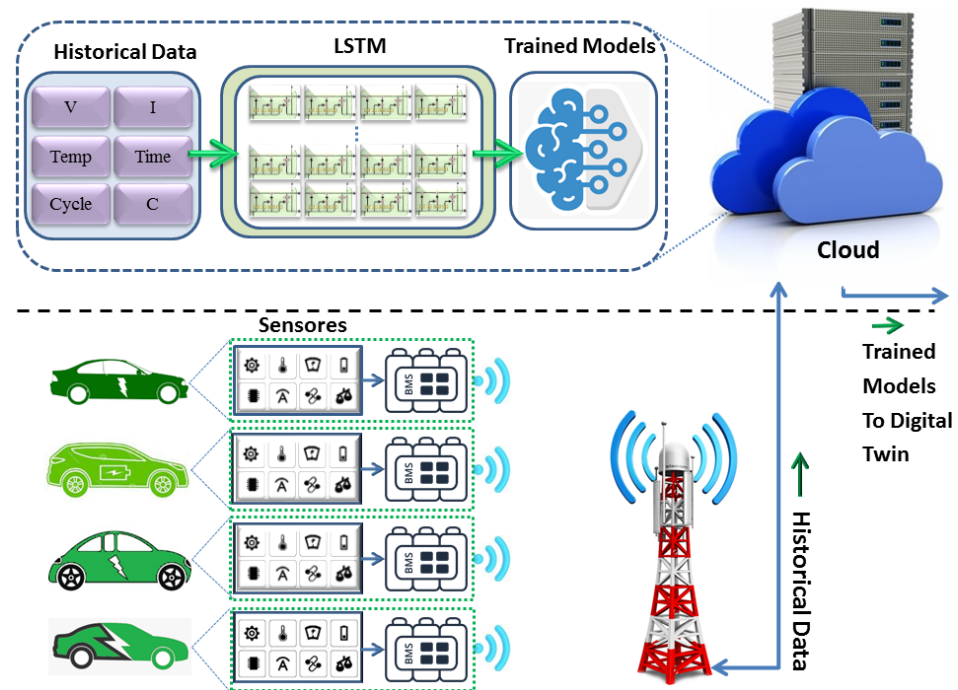 Historical Data
LSTM
Trained Models
V
I
Temp
Time
Cycle
C
Cloud
Sensores
BMS
BMS
BMS
BMS
Trained
Models
To Digital
Twin
Historical Data